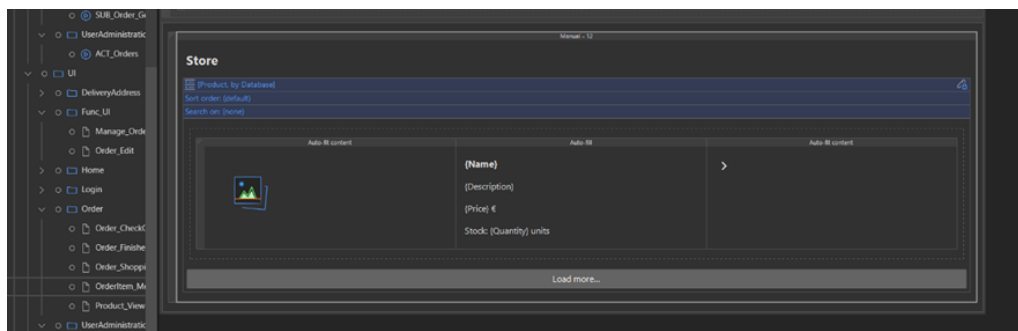 SUB_Order_G
UserAdministratic
ACT_Orders
UI
DeliveryAddress
Func_UI
Manage_Orde
Order_Edit
Home
Login
Order
Order_CheckC
Order_Finishe
Order_Shoppi
OrderItem_M
Product_View
UserAdministratic
Manual - 12
Store
[Product, by Database]
Sort order: (default)
Search on: (none)
Auto-fit content
Auto-fill
Auto-fit content
{Name}
{Description}
{Price} €
Stock: {Quantity} units
Load more...